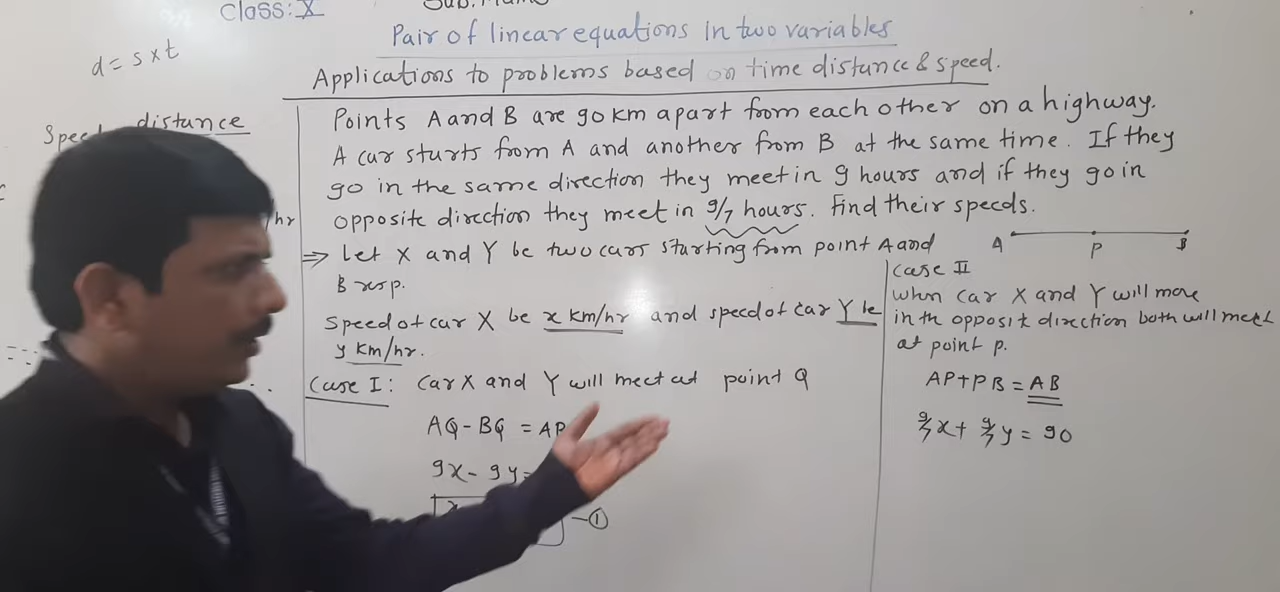 Class: X
Pair of linear equations in two variables
Applications to problems based on time distance & speed.
d = s x t
distance
/hr
Points A and B are 90 km apart from each other on a highway.
A car sturts from A and another from B at the same time. If they
go in the same direction they meet in 9 hours and if they go in
opposite direction they meet in 9/7 hours. Find their speeds.
⇒ Let X and Y be two cars starting from point A and
B resp.
Speed of car X be x km/hr and speed of car Y be
y km/hr.
Case I: Car X and Y will meet at point Q
AQ - BQ = AB
9x - 9y =
x
-①
A P B
Case II
When car X and Y will move
in th opposit direction both will meet
at point p.
AP + PB = AB
9/7x + 9/7y = 90